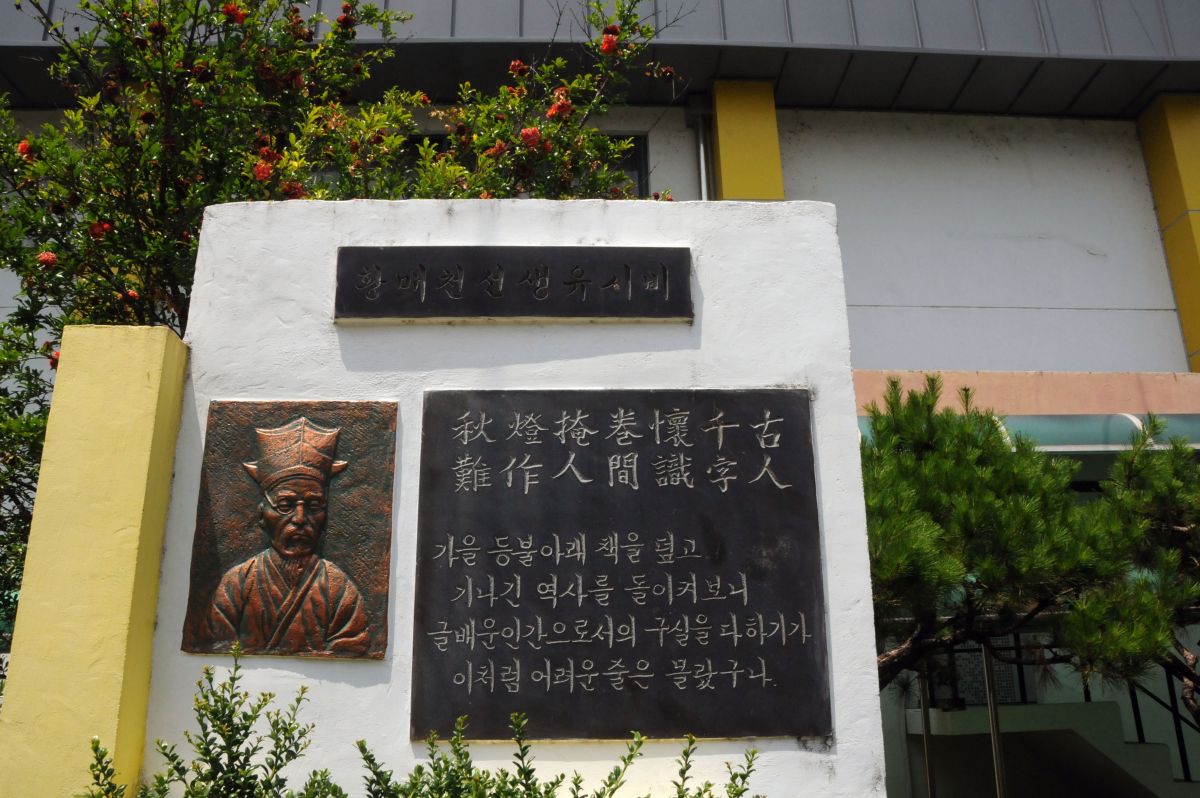 황매천선생유시비
秋燈掩卷懷千古
難作人間識字人
가을 등불아래 책을 덮고
기나긴 역사를 돌이켜보니
글배운인간으로서의 구실을 다하기가
이처럼 어려운줄은 몰랐구나.